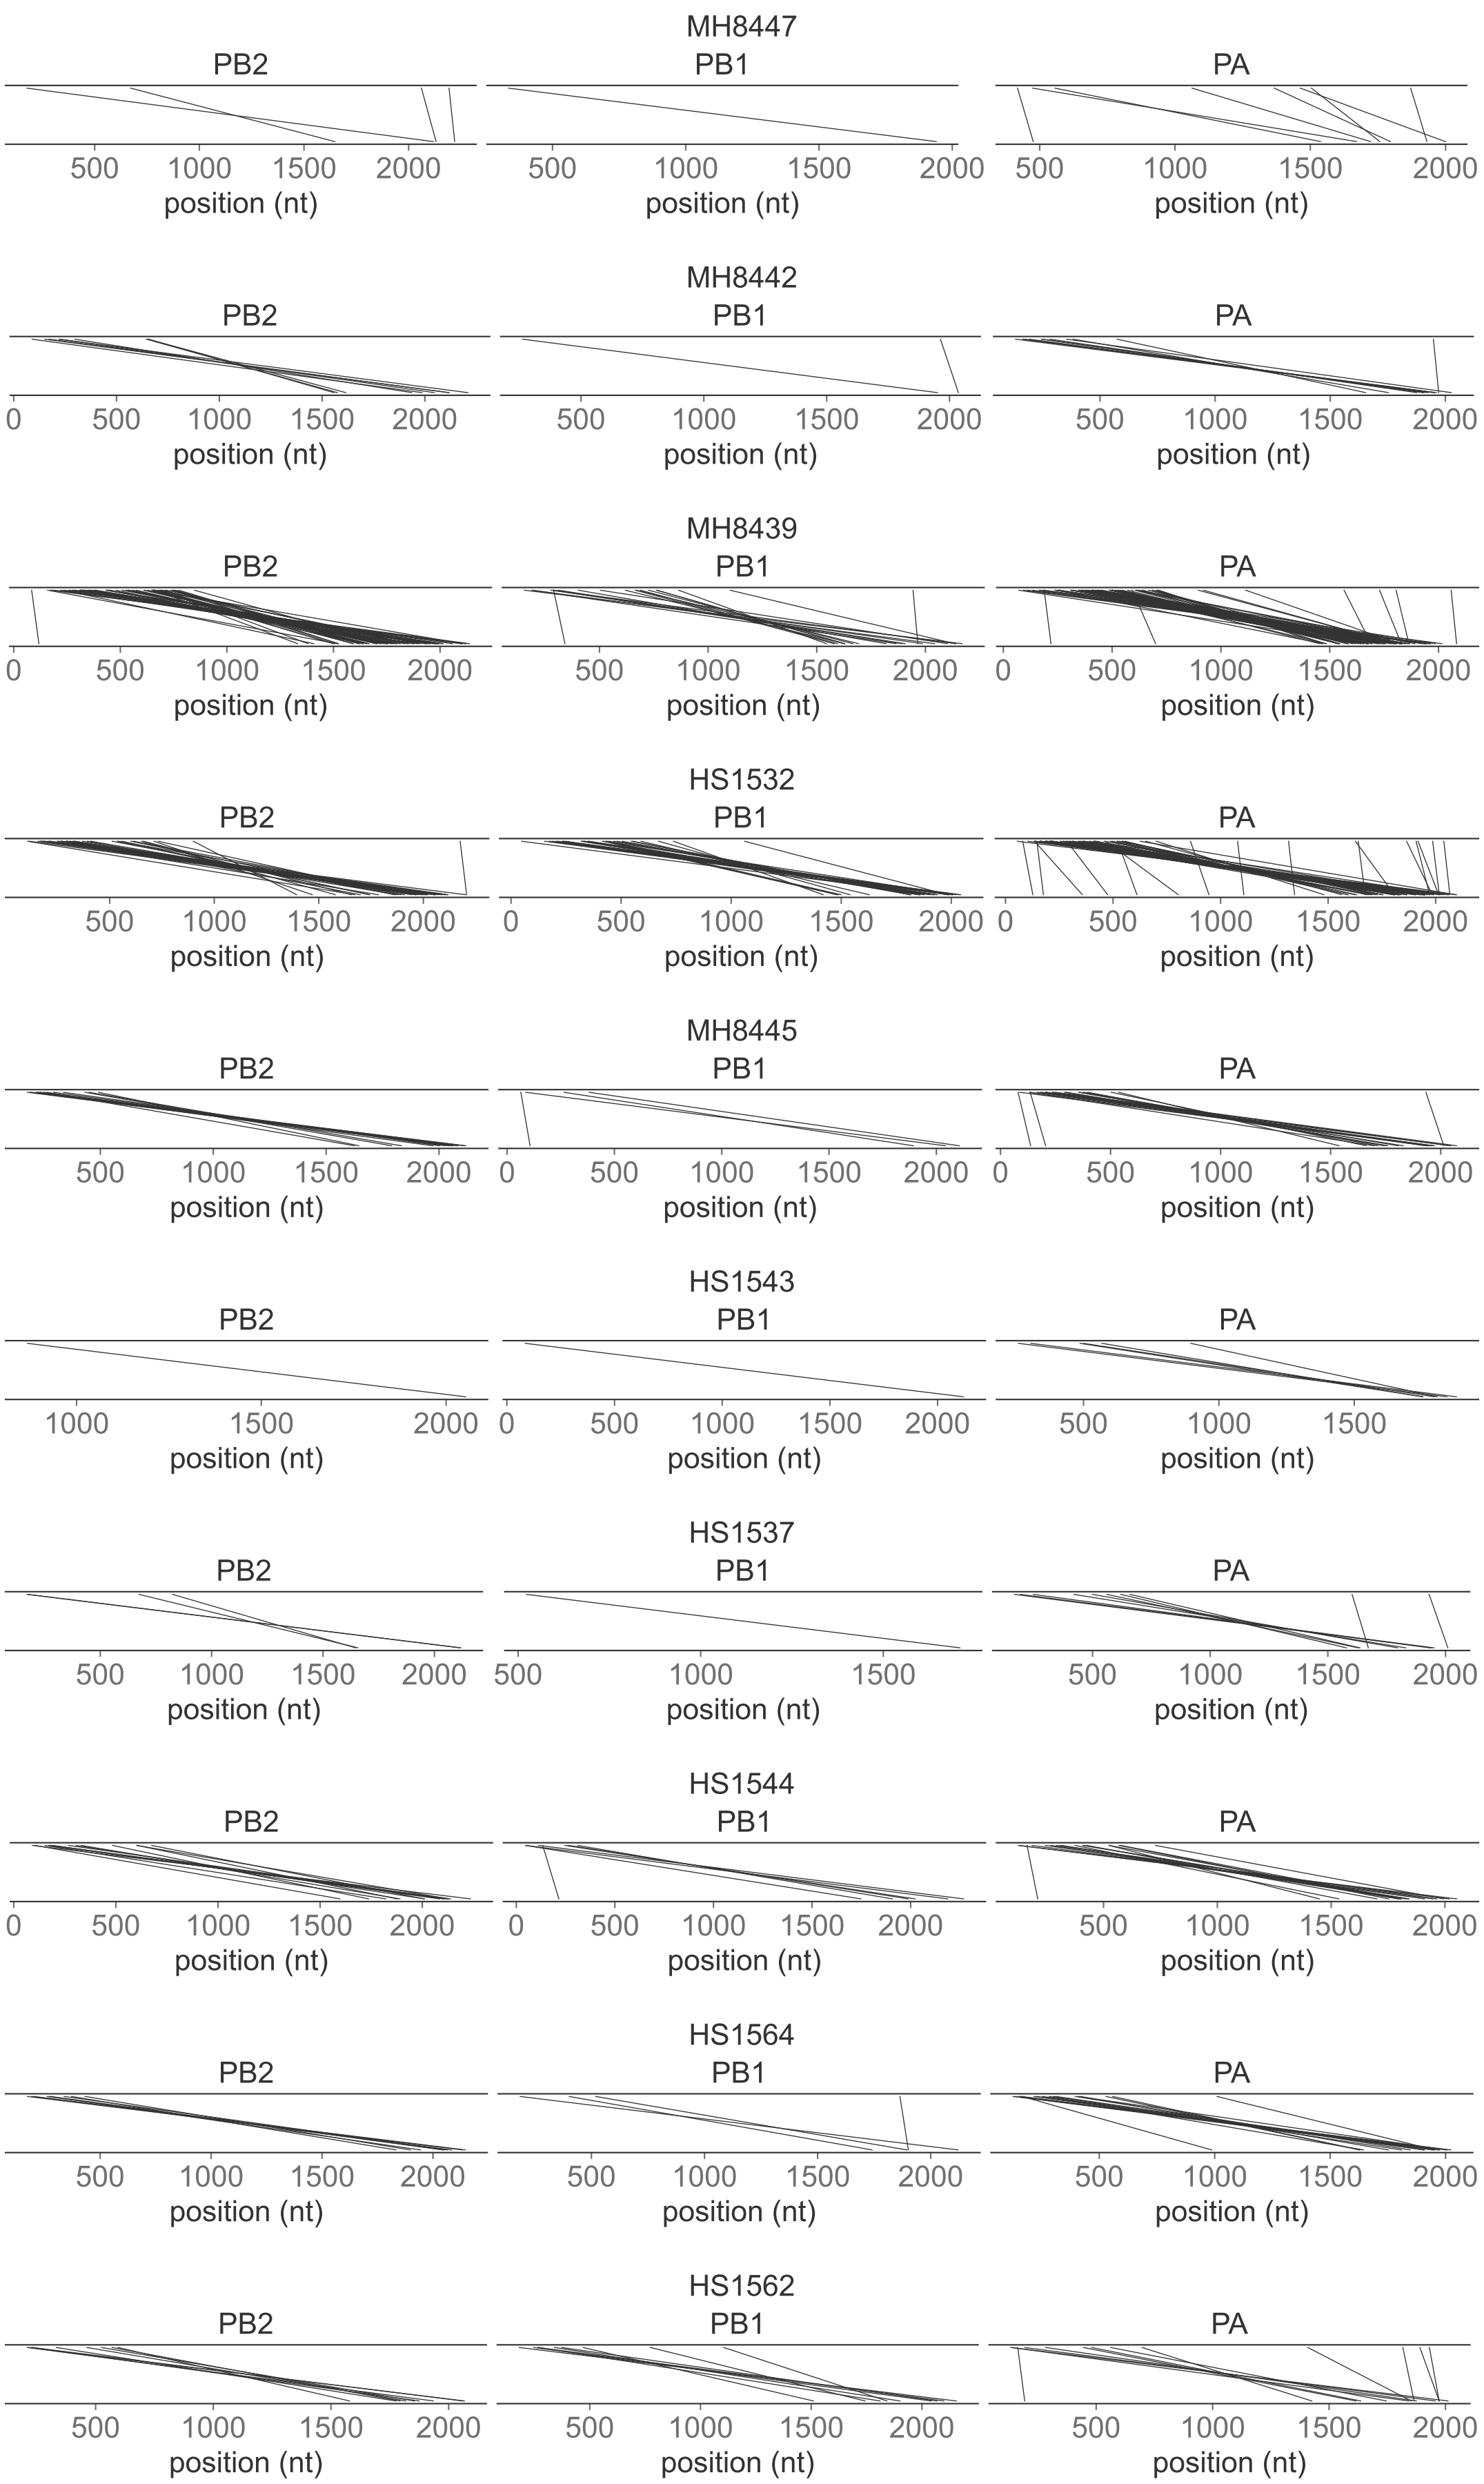 MH8447
PB2 PB1 PA
500 1000 1500 2000 500 1000 1500 2000 500 1000 1500 2000
position (nt) position (nt) position (nt)
MH8442
PB2 PB1 PA
0 500 1000 1500 2000 500 1000 1500 2000 500 1000 1500 2000
position (nt) position (nt) position (nt)
MH8439
PB2 PB1 PA
0 500 1000 1500 2000 500 1000 1500 2000 0 500 1000 1500 2000
position (nt) position (nt) position (nt)
HS1532
PB2 PB1 PA
500 1000 1500 2000 0 500 1000 1500 2000 0 500 1000 1500 2000
position (nt) position (nt) position (nt)
MH8445
PB2 PB1 PA
500 1000 1500 2000 0 500 1000 1500 2000 0 500 1000 1500 2000
position (nt) position (nt) position (nt)
HS1543
PB2 PB1 PA
1000 1500 2000 0 500 1000 1500 2000 500 1000 1500
position (nt) position (nt) position (nt)
HS1537
PB2 PB1 PA
500 1000 1500 2000 500 1000 1500 500 1000 1500 2000
position (nt) position (nt) position (nt)
HS1544
PB2 PB1 PA
0 500 1000 1500 2000 0 500 1000 1500 2000 500 1000 1500 2000
position (nt) position (nt) position (nt)
HS1564
PB2 PB1 PA
500 1000 1500 2000 500 1000 1500 2000 500 1000 1500 2000
position (nt) position (nt) position (nt)
HS1562
PB2 PB1 PA
500 1000 1500 2000 500 1000 1500 2000 500 1000 1500 2000
position (nt) position (nt) position (nt)